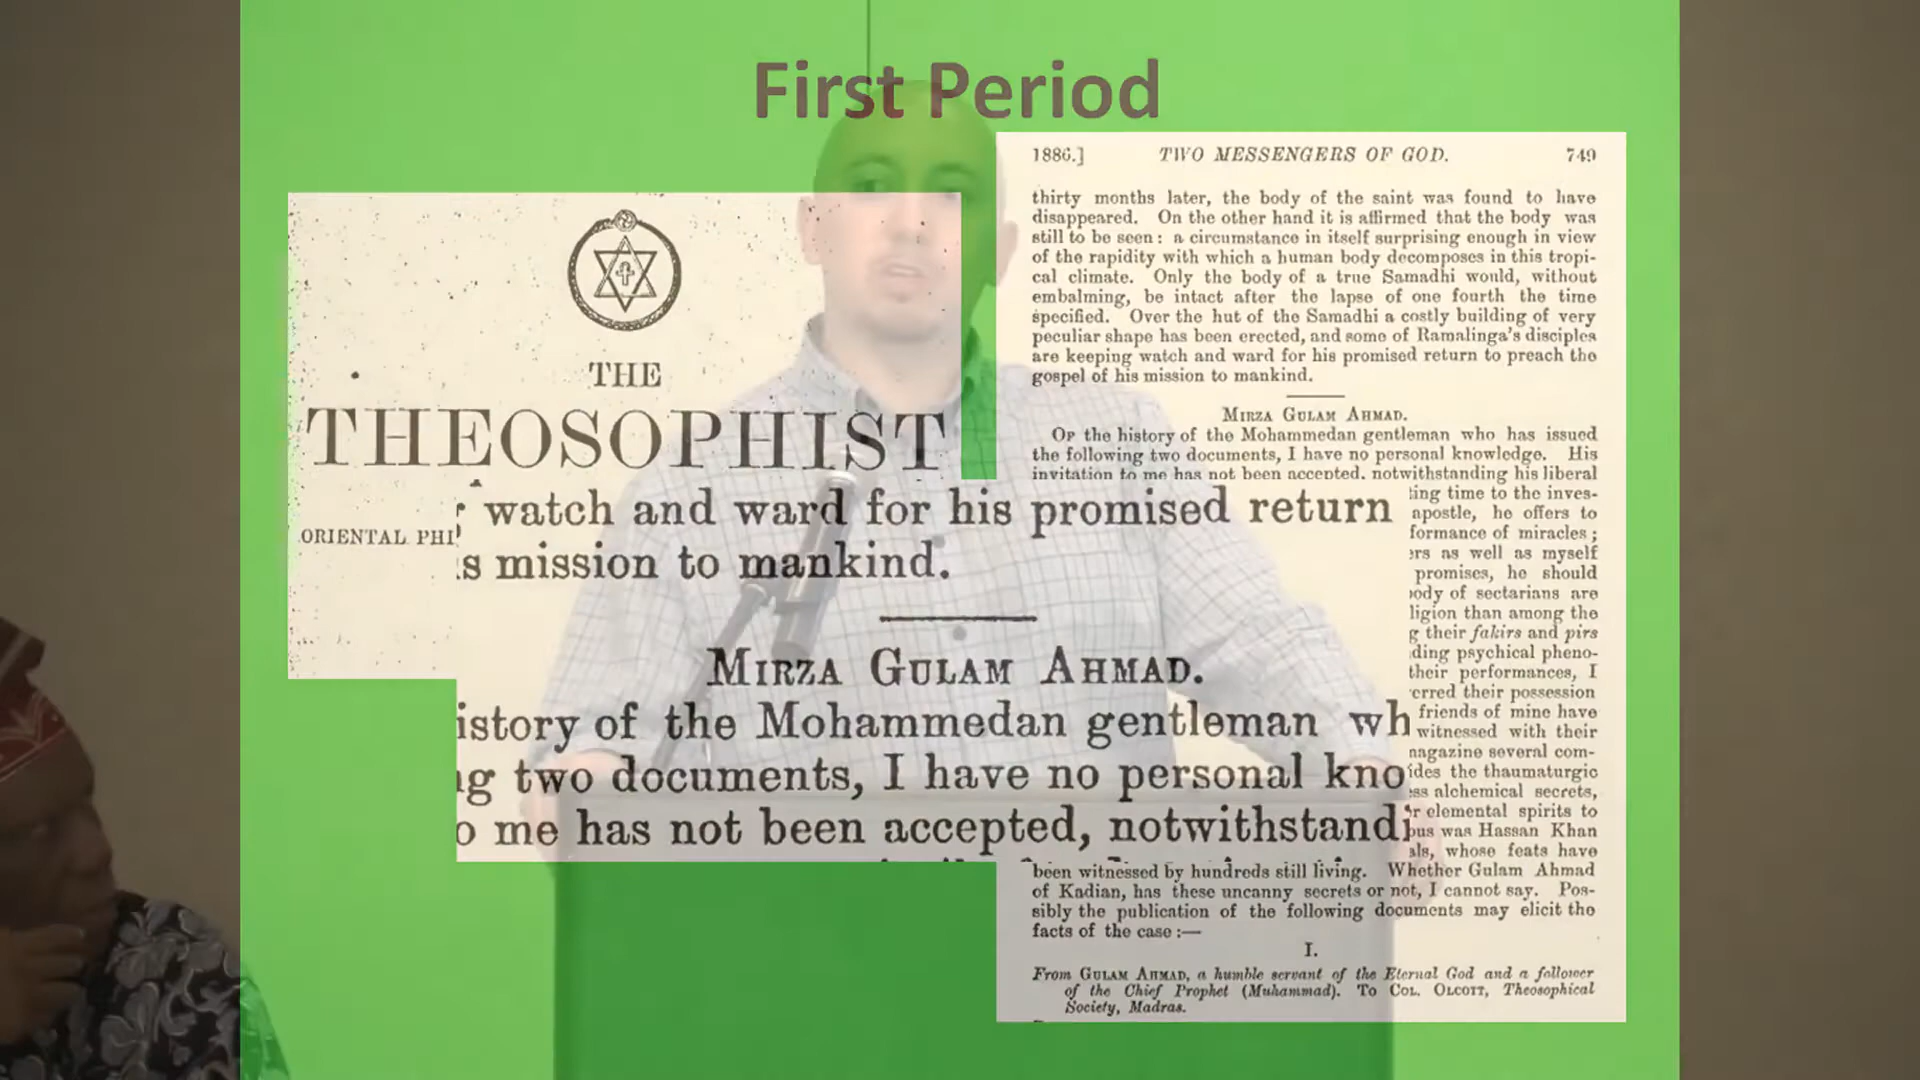 First Period
THE
THEOSOPHIST
ORIENTAL PHI
watch and ward for his promised return
s mission to mankind.
MIRZA GULAM AHMAD.
istory of the Mohammedan gentleman wh
g two documents, I have no personal kno
o me has not been accepted, notwithstandi
1886.] TWO MESSENGERS OF GOD. 749
thirty months later, the body of the saint was found to have
disappeared. On the other hand it is affirmed that the body was
still to be seen: a circumstance in itself surprising enough in view
of the rapidity with which a human body decomposes in this tropi-
cal climate. Only the body of a true Samadhi would, without
embalming, be intact after the lapse of one fourth the time
specified. Over the hut of the Samadhi a costly building of very
peculiar shape has been erected, and some of Ramalinga's disciples
are keeping watch and ward for his promised return to preach the
gospel of his mission to mankind.
MIRZA GULAM AHMAD.
OF the history of the Mohammedan gentleman who has issued
the following two documents, I have no personal knowledge. His
invitation to me has not been accepted, notwithstanding his liberal
ing time to the inves-
apostle, he offers to
formance of miracles;
ers as well as myself
promises, he should
ody of sectarians are
ligion than among the
g their fakirs and pirs
ding psychical pheno-
their performances, I
erred their possession
friends of mine have
witnessed with their
magazine several com-
ides the thaumaturgic
ess alchemical secrets,
r elemental spirits to
ous was Hassan Khan
als, whose feats have
been witnessed by hundreds still living. Whether Gulam Ahmad
of Kadian, has these uncanny secrets or not, I cannot say. Pos-
sibly the publication of the following documents may elicit the
facts of the case:—
I.
From GULAM AHMAD, a humble servant of the Eternal God and a follower
of the Chief Prophet (Muhammad). To COL. OLCOTT, Theosophical
Society, Madras.